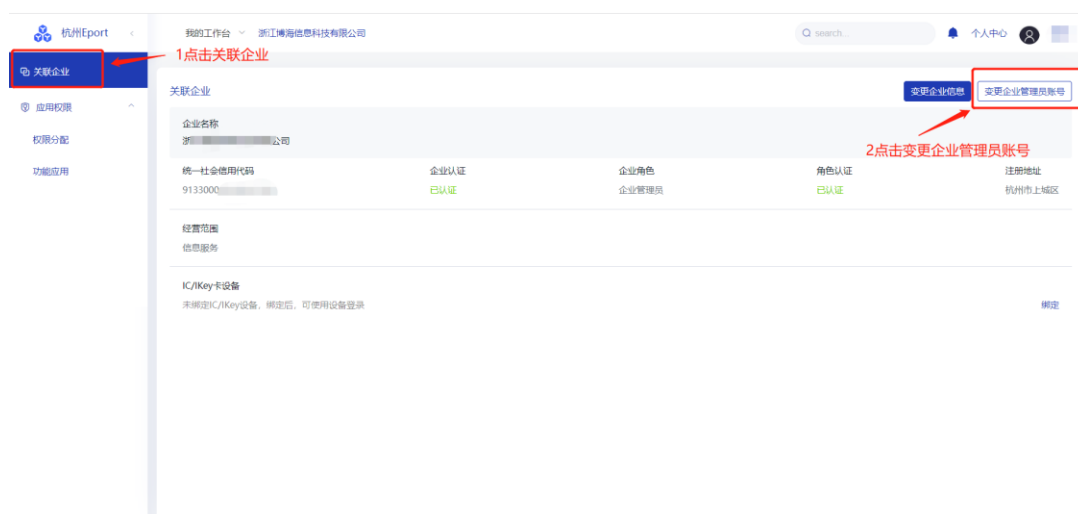 杭州Eport
我的工作台
浙江博海信息科技有限公司
search...
个人中心
1点击关联企业
关联企业
应用权限
权限分配
功能应用
关联企业
变更企业信息
变更企业管理员账号
2点击变更企业管理员账号
企业名称
浙 公司
统一社会信用代码
企业认证
企业角色
角色认证
注册地址
9133000
已认证
企业管理员
已认证
杭州市上城区
经营范围
信息服务
IC/IKey卡设备
未绑定IC/IKey设备，绑定后，可使用设备登录
绑定